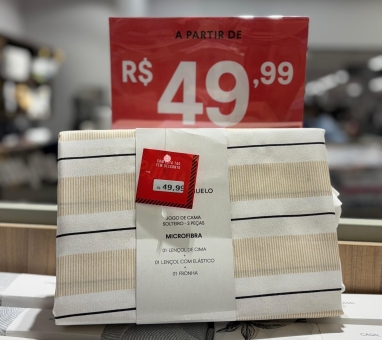 A PARTIR DE
R$ 49,99
R$ 49,99
UELO
JOGO DE CAMA
SOLTEIRO - 3 PEÇAS
MICROFIBRA
01 LENÇOL DE CIMA
•
01 LENÇOL COM ELÁSTICO
•
01 FRONHA